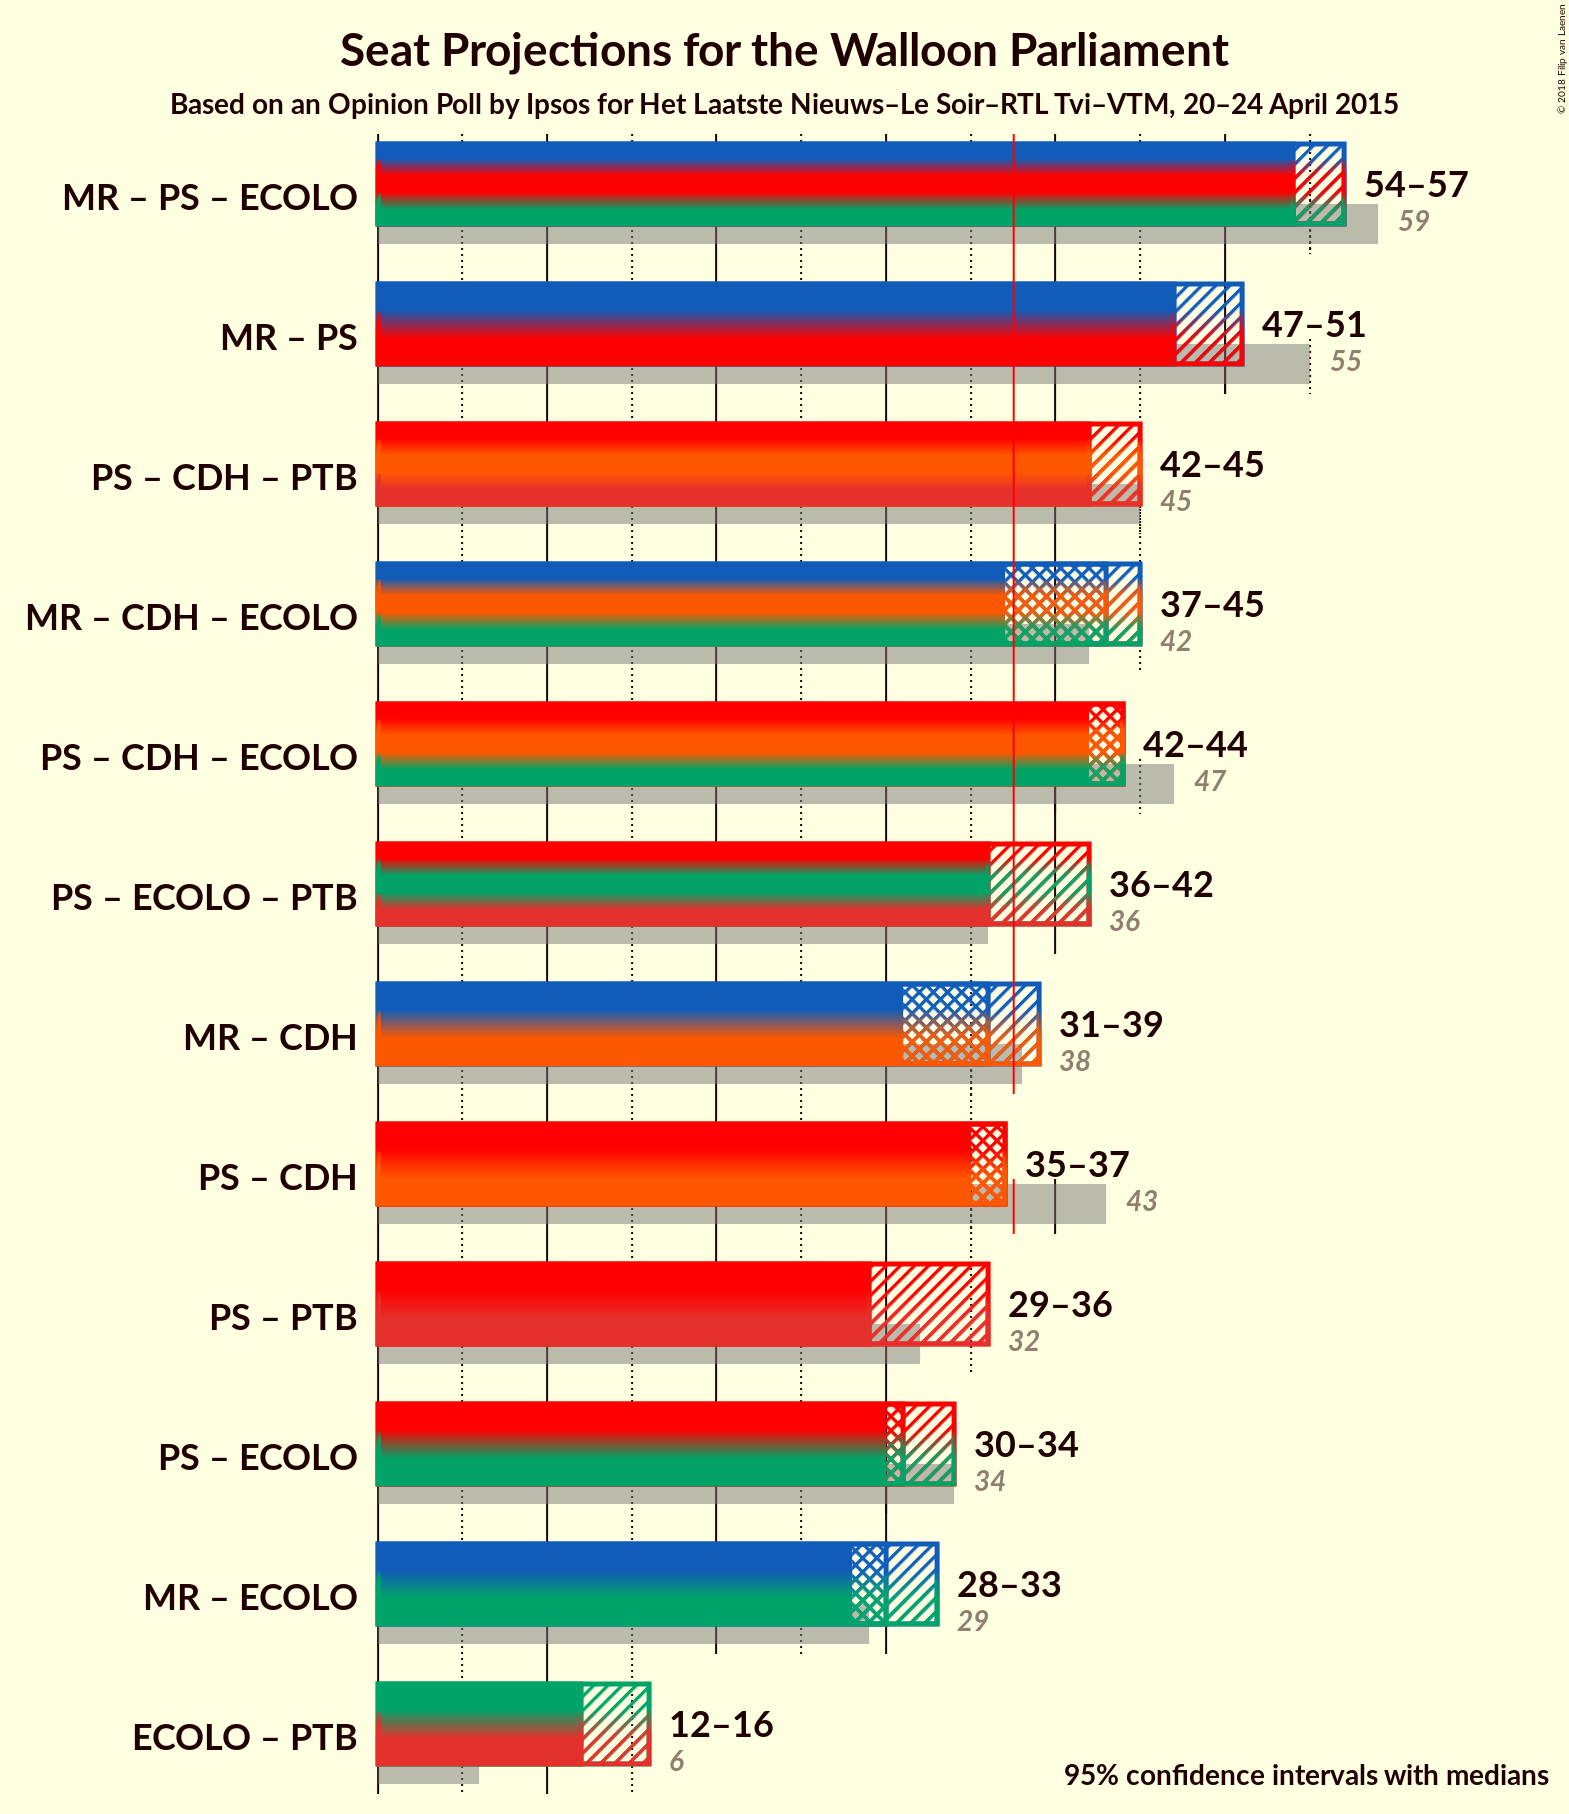 Seat Projections for the Walloon Parliament
Based on an Opinion Poll by Ipsos for Het Laatste Nieuws–Le Soir–RTL Tvi–VTM, 20–24 April 2015
© 2018 Filip van Laenen
MR – PS – ECOLO
54–57
59
MR – PS
47–51
55
PS – CDH – PTB
42–45
45
MR – CDH – ECOLO
37–45
42
PS – CDH – ECOLO
42–44
47
PS – ECOLO – PTB
36–42
36
MR – CDH
31–39
38
PS – CDH
35–37
43
PS – PTB
29–36
32
PS – ECOLO
30–34
34
MR – ECOLO
28–33
29
ECOLO – PTB
12–16
6
95% confidence intervals with medians